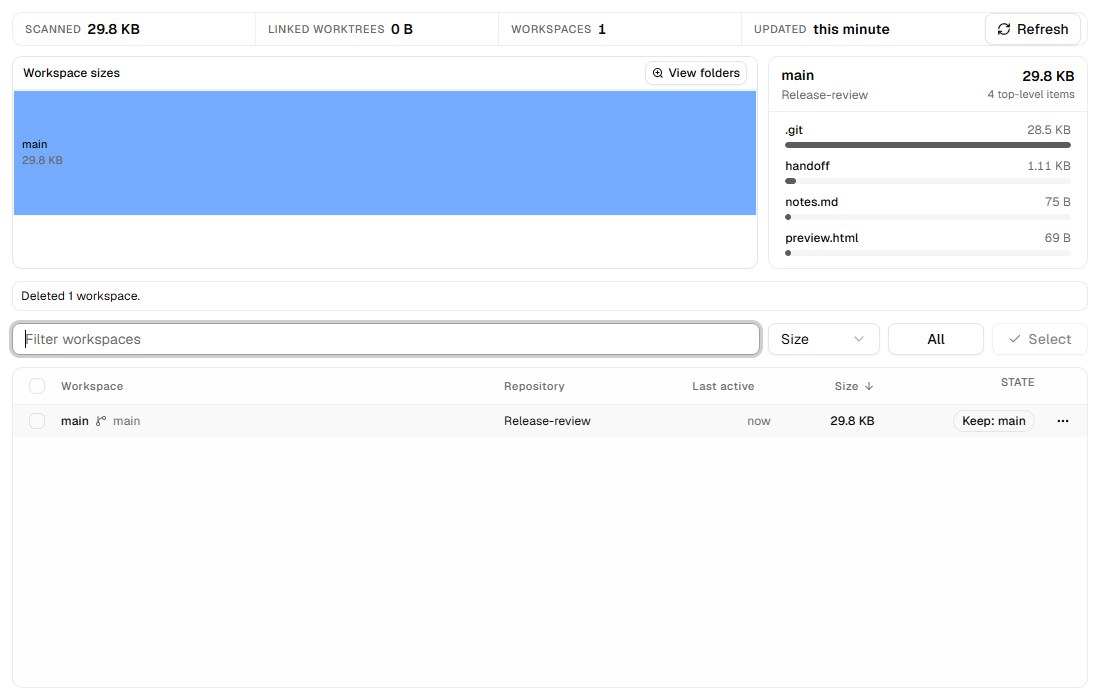 SCANNED 29.8 KB LINKED WORKTREES 0 B WORKSPACES 1 UPDATED this minute Refresh
Workspace sizes View folders
main
29.8 KB
main 29.8 KB
Release-review 4 top-level items
.git 28.5 KB
handoff 1.11 KB
notes.md 75 B
preview.html 69 B
Deleted 1 workspace.
Filter workspaces Size All Select
Workspace Repository Last active Size STATE
main main Release-review now 29.8 KB Keep: main